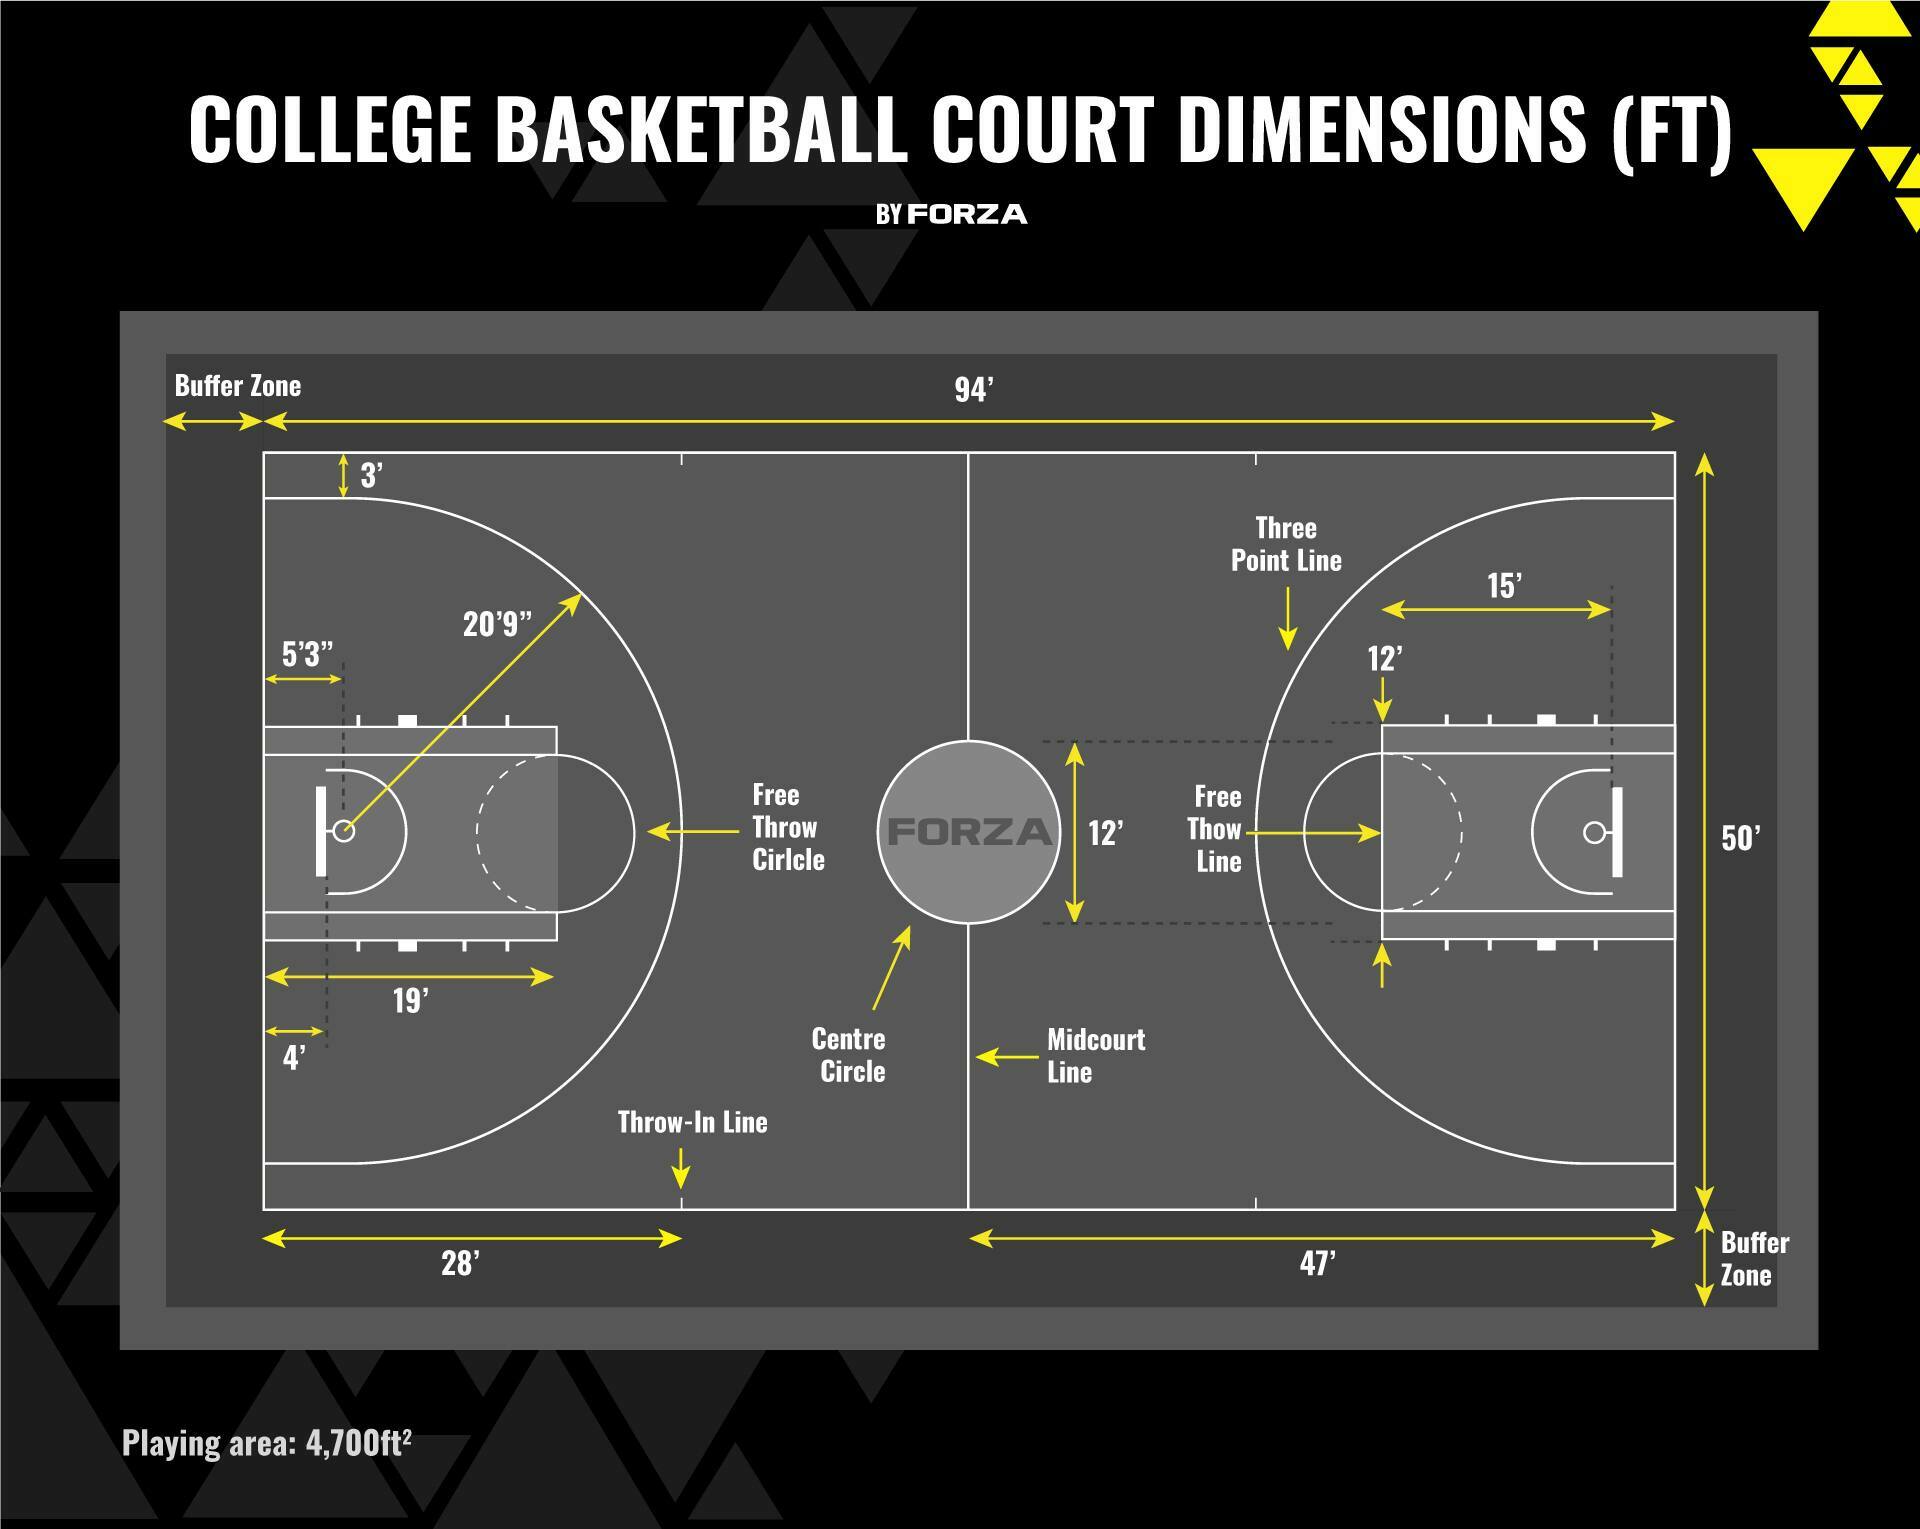 COLLEGE BASKETBALL COURT DIMENSIONS (FT)
BY FORZA
Buffer Zone
94’
3’
Three
Point Line
15’
20’9”
5’3”
12’
Free
Throw
Cirlcle
FORZA
12’
Free
Thow
Line
50’
19’
4’
Centre
Circle
Midcourt
Line
Throw-In Line
28’
47’
Buffer
Zone
Playing area: 4,700ft²